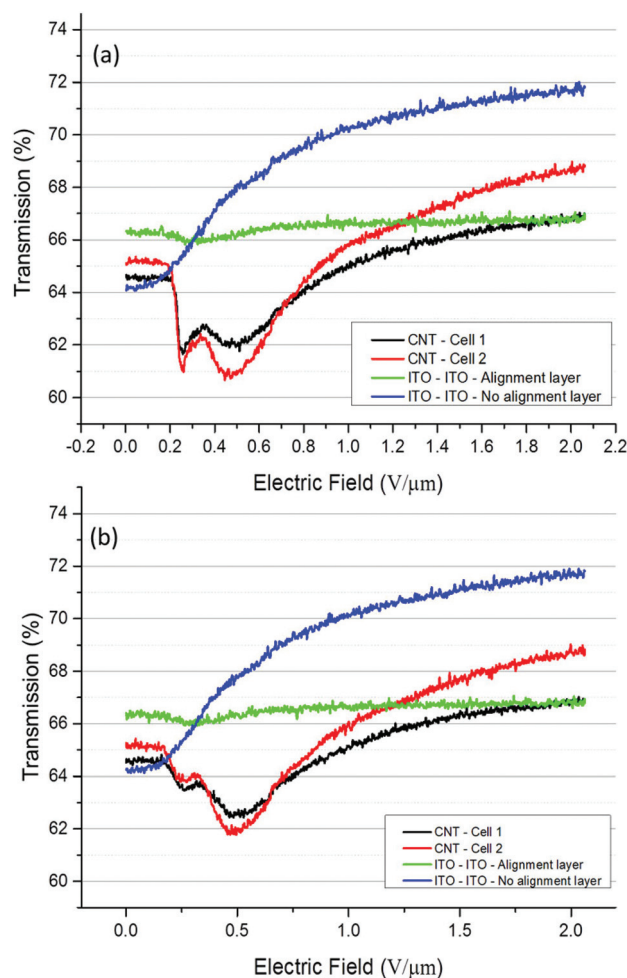 (a)
74
72
70
68
66
64
62
60
Transmission (%)
CNT - Cell 1
CNT - Cell 2
ITO - ITO - Alignment layer
ITO - ITO - No alignment layer
-0.2 0.0 0.2 0.4 0.6 0.8 1.0 1.2 1.4 1.6 1.8 2.0 2.2
Electric Field (V/μm)
(b)
74
72
70
68
66
64
62
60
Transmission (%)
CNT - Cell 1
CNT - Cell 2
ITO - ITO - Alignment layer
ITO - ITO - No alignment layer
0.0 0.5 1.0 1.5 2.0
Electric Field (V/μm)